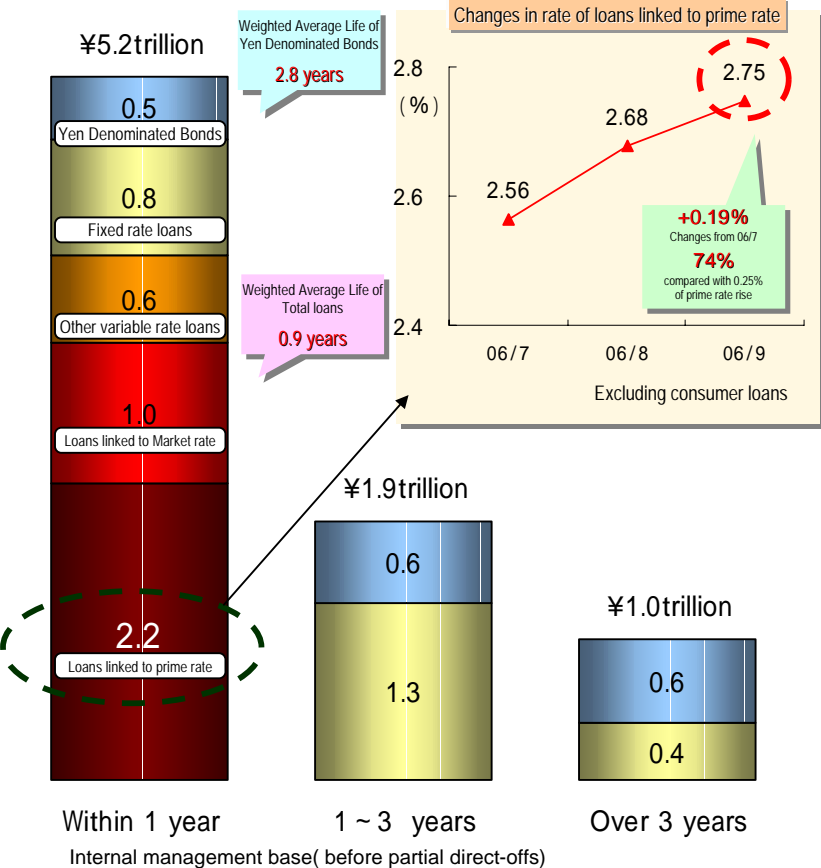 ¥5.2trillion
0.5
Yen Denominated Bonds
0.8
Fixed rate loans
0.6
Other variable rate loans
1.0
Loans linked to Market rate
2.2
Loans linked to prime rate
Within 1 year
Weighted Average Life of
Yen Denominated Bonds
2.8 years
Weighted Average Life of
Total loans
0.9 years
Changes in rate of loans linked to prime rate
2.8
(%)
2.6
2.4
2.56
2.68
2.75
+0.19%
Changes from 06/7
74%
compared with 0.25%
of prime rate rise
06/7 06/8 06/9
Excluding consumer loans
¥1.9trillion
0.6
1.3
1 ~ 3 years
¥1.0trillion
0.6
0.4
Over 3 years
Internal management base( before partial direct-offs)